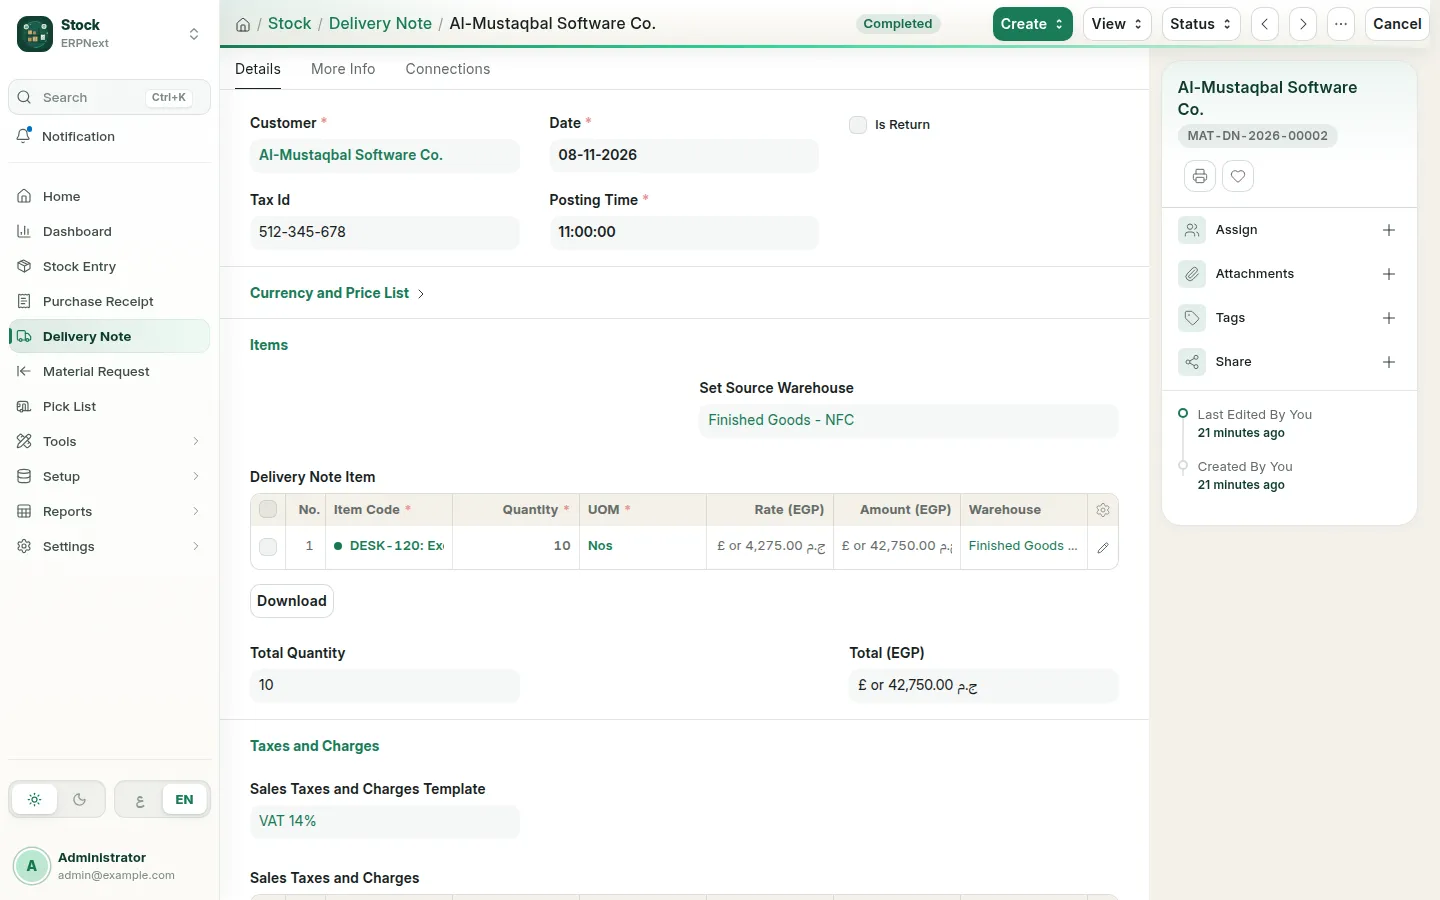 Stock
ERPNext
Search
Ctrl+K
Notification
Home
Dashboard
Stock Entry
Purchase Receipt
Delivery Note
Material Request
Pick List
Tools
Setup
Reports
Settings
ع
EN
A
Administrator
admin@example.com
/ Stock / Delivery Note / Al-Mustaqbal Software Co.
Completed
Create
View
Status
...
Cancel
Details
More Info
Connections
Customer *
Al-Mustaqbal Software Co.
Date *
08-11-2026
Is Return
Tax Id
512-345-678
Posting Time *
11:00:00
Currency and Price List
Items
Set Source Warehouse
Finished Goods - NFC
Delivery Note Item
No. Item Code * Quantity * UOM * Rate (EGP) Amount (EGP) Warehouse
1 DESK-120: Ex 10 Nos £ or 4,275.00 ج.م £ or 42,750.00 ج.م Finished Goods ...
Download
Total Quantity
10
Total (EGP)
£ or 42,750.00 ج.م
Taxes and Charges
Sales Taxes and Charges Template
VAT 14%
Sales Taxes and Charges
Al-Mustaqbal Software
Co.
MAT-DN-2026-00002
Assign
Attachments
Tags
Share
Last Edited By You
21 minutes ago
Created By You
21 minutes ago